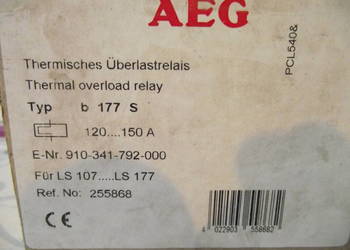 AEG
PCL540&
Thermisches Überlastrelais
Thermal overload relay
Typ b 177 S
120....150 A
E-Nr. 910-341-792-000
Für LS 107.....LS 177
Ref. No: 255868
CE
4 022903 558682